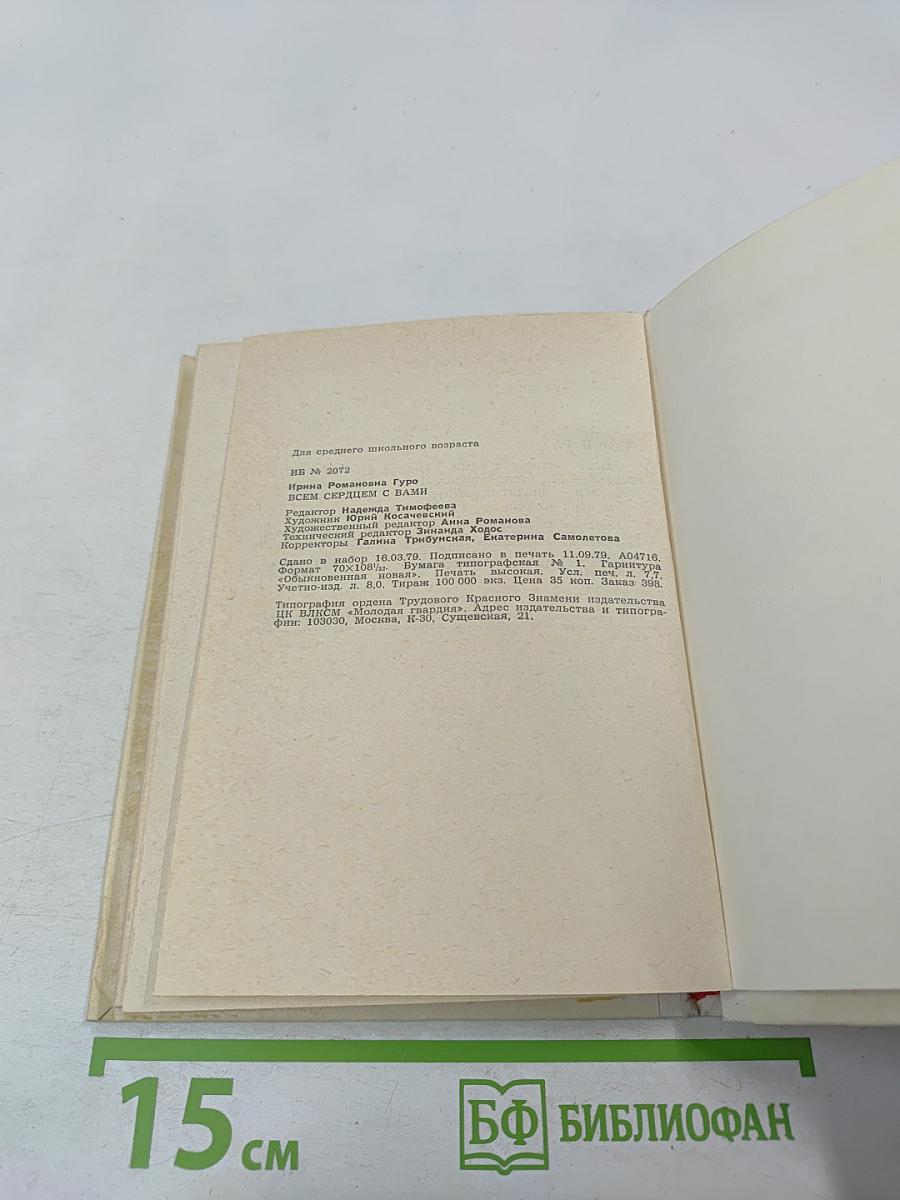 Для среднего школьного возраста
ИБ № 2072
Ирина Романовна Гуро
ВСЕМ СЕРДЦЕМ С ВАМИ
Редактор Надежда Тимофеева
Художник Юрий Косачевский
Художественный редактор Анна Романова
Технический редактор Зинаида Ходос
Корректоры Галина Трибунская, Екатерина Самолетова
Сдано в набор 16.03.79. Подписано в печать 11.09.79. А04716.
Формат 70×108¹/₃₂. Бумага типографская № 1. Гарнитура
«Обыкновенная новая». Печать высокая. Усл. печ. л. 7,7.
Учетно-изд. л. 8,0. Тираж 100 000 экз. Цена 35 коп. Заказ 398.
Типография ордена Трудового Красного Знамени издательства
ЦК ВЛКСМ «Молодая гвардия». Адрес издательства и типогра-
фии: 103030, Москва, К-30, Сущевская, 21.
15 см
БФ БИБЛИОФАН